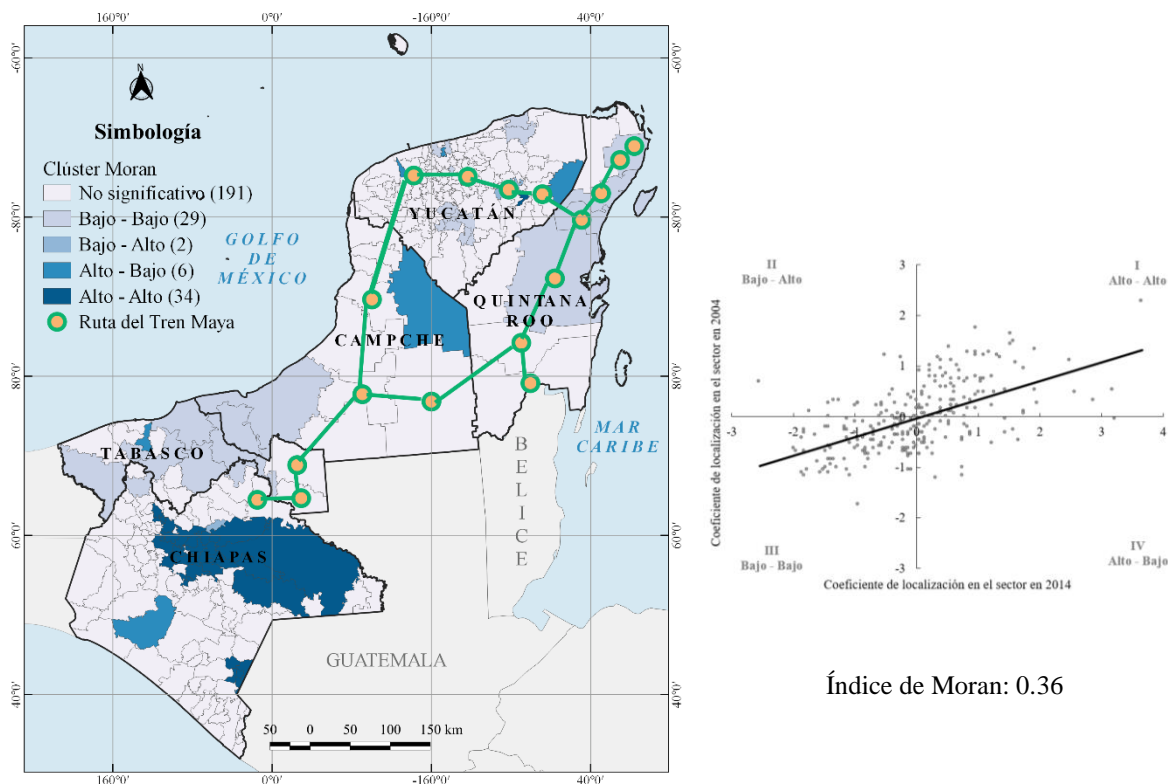 160°0′ 0°0′ -160°0′ 40°0′
-60°0′ -60°0′
N
Simbología
Clúster Moran
No significativo (191)
Bajo - Bajo (29)
Bajo - Alto (2)
Alto - Bajo (6)
Alto - Alto (34)
Ruta del Tren Maya
YUCATÁN
-80°0′ -80°0′
GOLFO
DE
MÉXICO
QUINTANA
ROO
CAMPCHE
80°0′ 80°0′
MAR
CARIBE
BELICE
TABASCO
60°0′ 60°0′
CHIAPAS
GUATEMALA
40°0′ 40°0′
50 0 50 100 150 km
160°0′ 0°0′ -160°0′ 40°0′
II
Bajo - Alto
I
Alto - Alto
Coeficiente de localización en el sector en 2004
3
2
1
0
-1
-2
-3
-3 -2 -1 0 1 2 3 4
III
Bajo - Bajo
IV
Alto - Bajo
Coeficiente de localización en el sector en 2014
Índice de Moran: 0.36